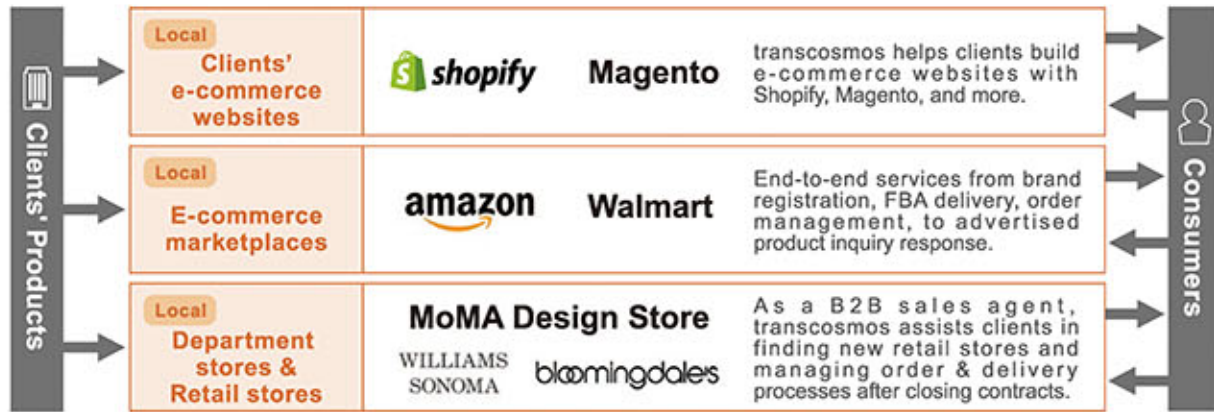 Clients' Products
Local
Clients'
e-commerce
websites
shopify
Magento
transcosmos helps clients build
e-commerce websites with
Shopify, Magento, and more.
Local
E-commerce
marketplaces
amazon
Walmart
End-to-end services from brand
registration, FBA delivery, order
management, to advertised
product inquiry response.
Local
Department
stores &
Retail stores
MoMA Design Store
WILLIAMS
SONOMA
bloomingdale's
As a B2B sales agent,
transcosmos assists clients in
finding new retail stores and
managing order & delivery
processes after closing contracts.
Consumers